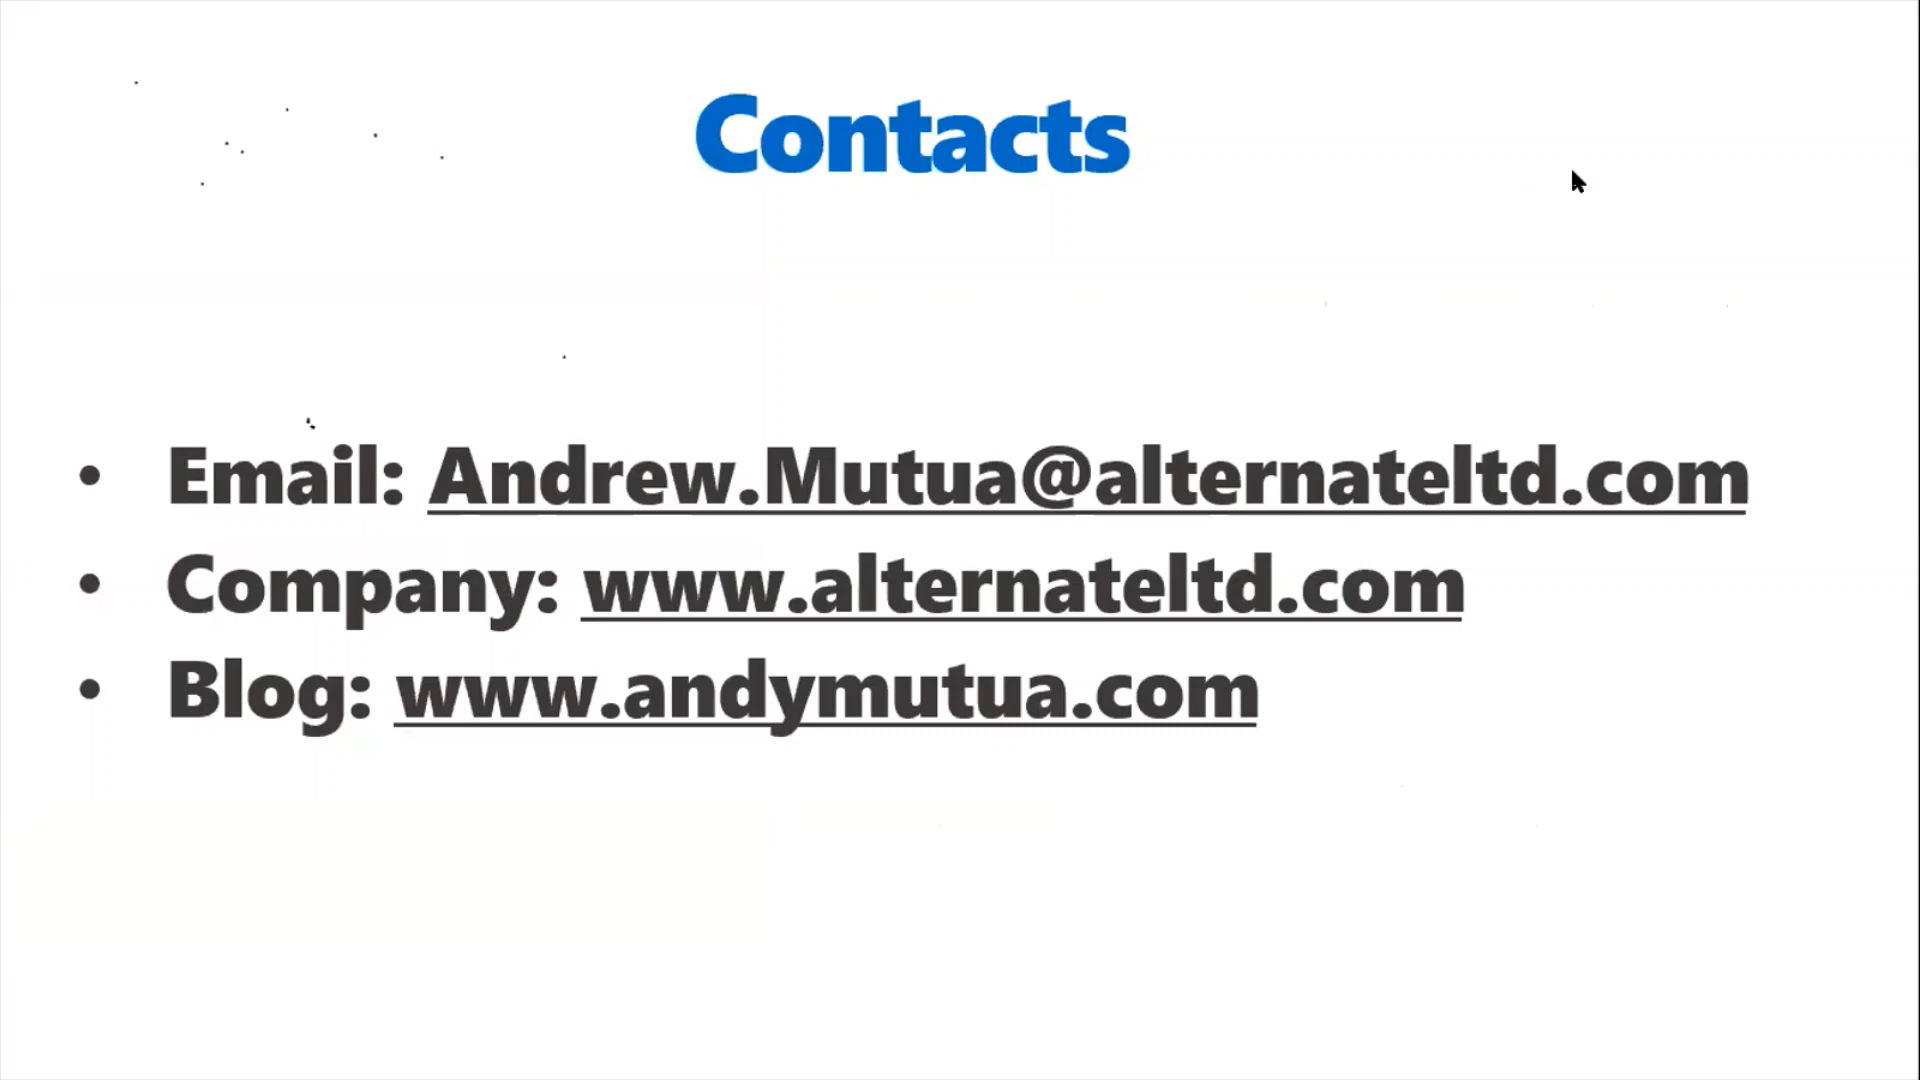 Contacts
• Email: Andrew.Mutua@alternateltd.com
• Company: www.alternateltd.com
• Blog: www.andymutua.com